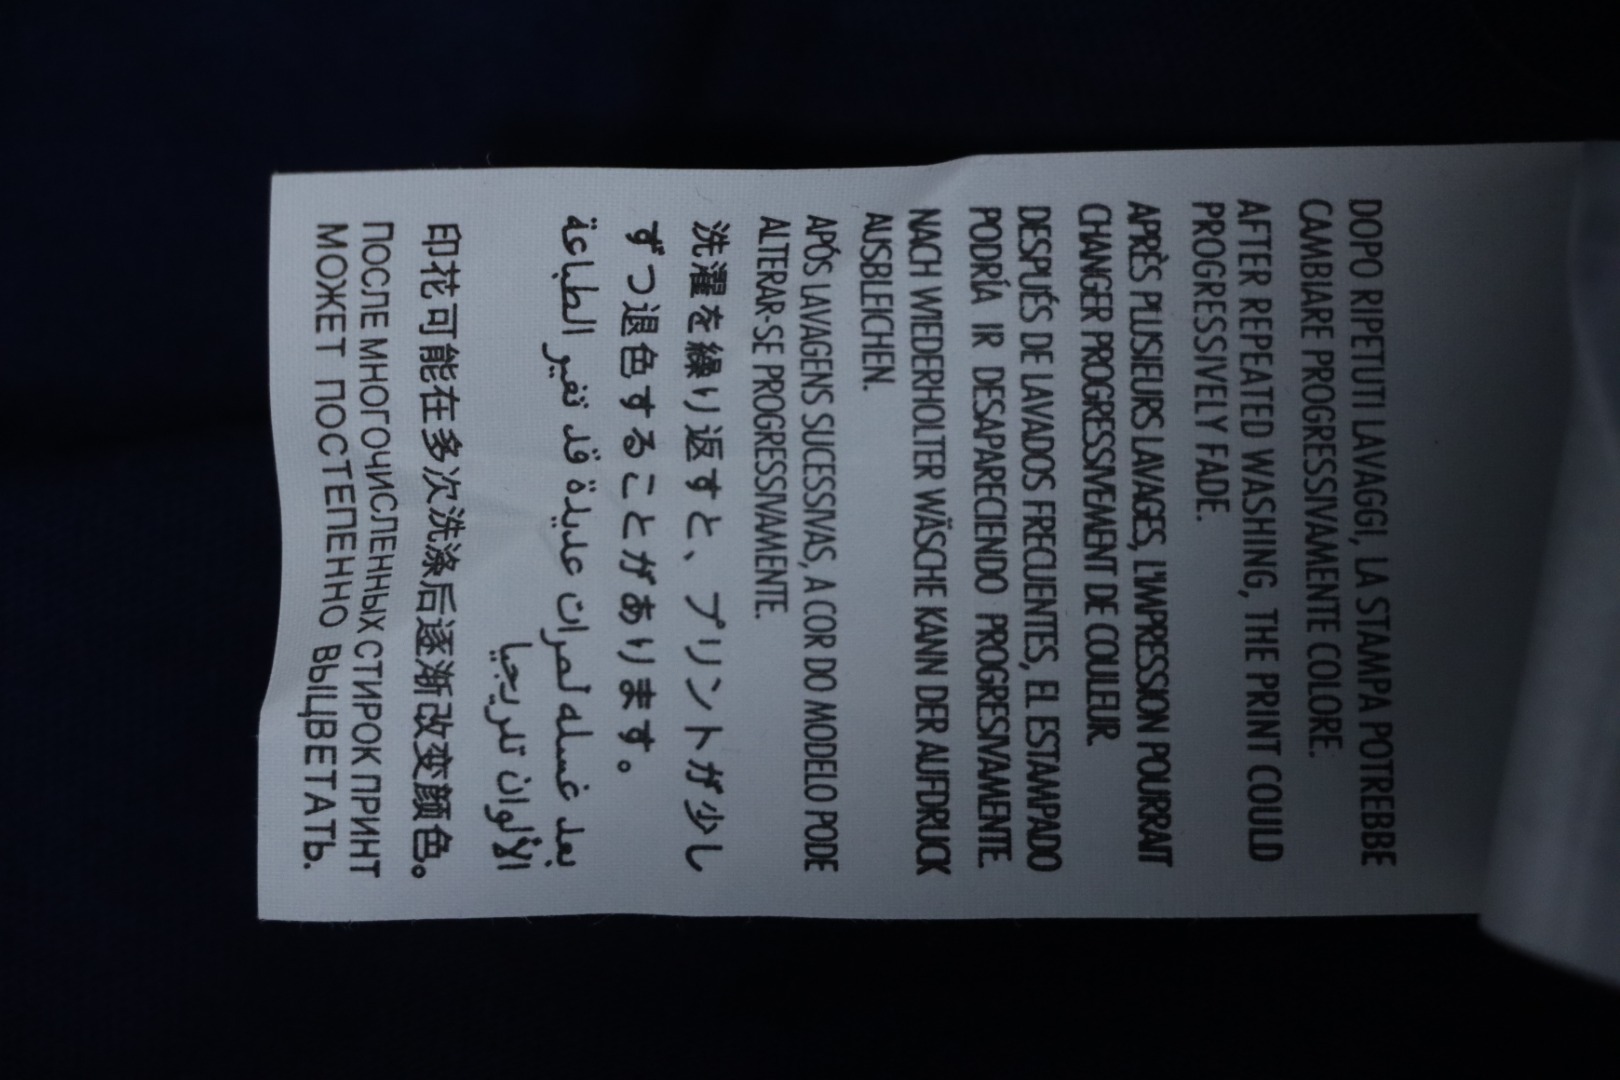 DOPO RIPETUTI LAVAGGI, LA STAMPA POTREBBE
CAMBIARE PROGRESSIVAMENTE COLORE.
AFTER REPEATED WASHING, THE PRINT COULD
PROGRESSIVELY FADE.
APRÈS PLUSIEURS LAVAGES, L'IMPRESSION POURRAIT
CHANGER PROGRESSIVEMENT DE COULEUR.
DESPUÉS DE LAVADOS FRECUENTES, EL ESTAMPADO
PODRÍA IR DESAPARECIENDO PROGRESIVAMENTE.
NACH WIEDERHOLTER WÄSCHE KANN DER AUFDRUCK
AUSBLEICHEN.
APÓS LAVAGENS SUCESSIVAS, A COR DO MODELO PODE
ALTERAR-SE PROGRESSIVAMENTE.
洗濯を繰り返すと、プリントが少し
ずつ退色することがあります。
بعد غسله لمرات عديدة قد تغير الطباعة
الألوان تدريجيا
印花可能在多次洗涤后逐渐改变颜色。
ПОСЛЕ МНОГОЧИСЛЕННЫХ СТИРОК ПРИНТ
МОЖЕТ ПОСТЕПЕННО ВЫЦВЕТАТЬ.